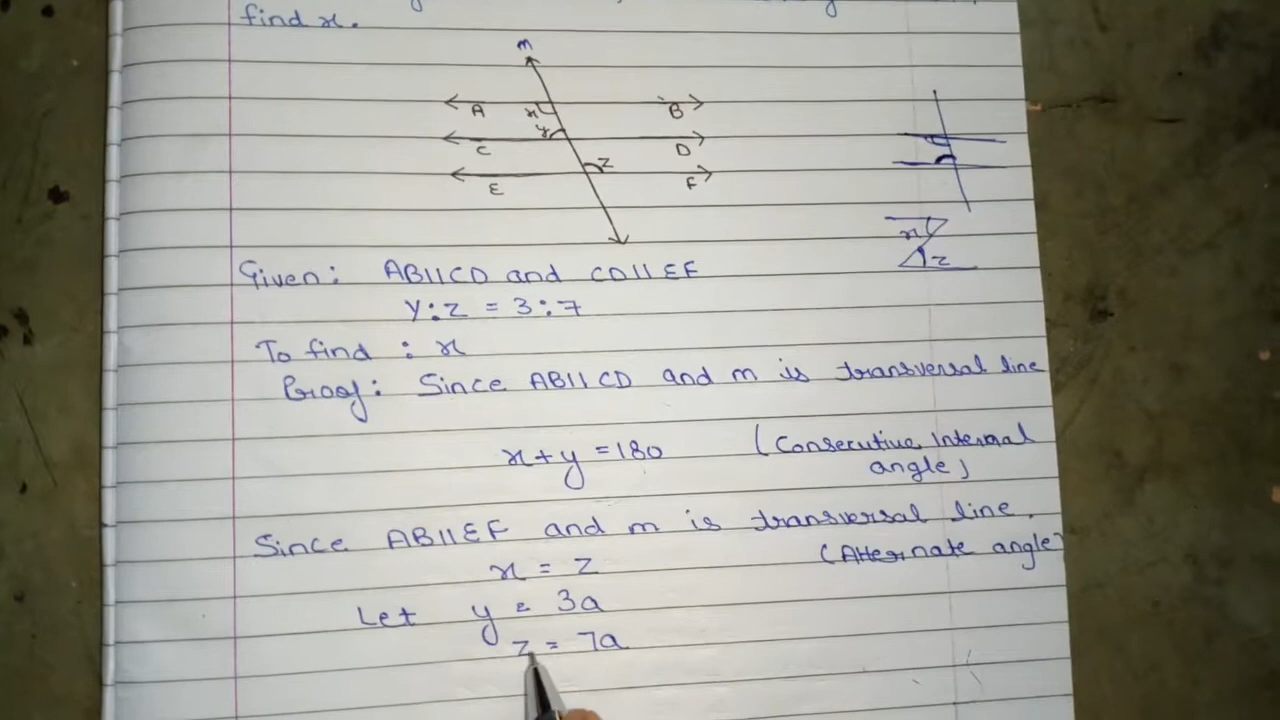 find x.
m
A x B
y
C D
z
E F
x
z
Given: AB||CD and CD||EF
y:z = 3:7
To find : x
Proof: Since AB||CD and m is transversal line
x+y=180 (Consecutive Internal
angle)
Since AB||EF and m is transversal line.
x = z (Alternate angle)
Let y = 3a
z = 7a